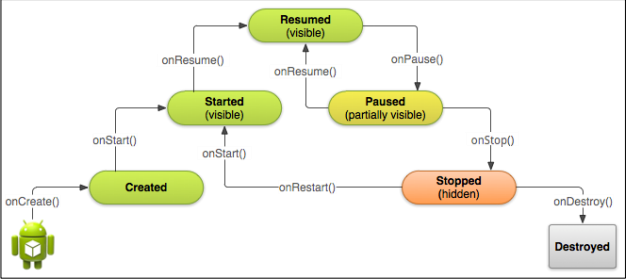 Resumed
(visible)
onResume()
onResume()
onPause()
Started
(visible)
Paused
(partially visible)
onStart()
onStart()
onStop()
Created
onRestart()
Stopped
(hidden)
onCreate()
onDestroy()
Destroyed